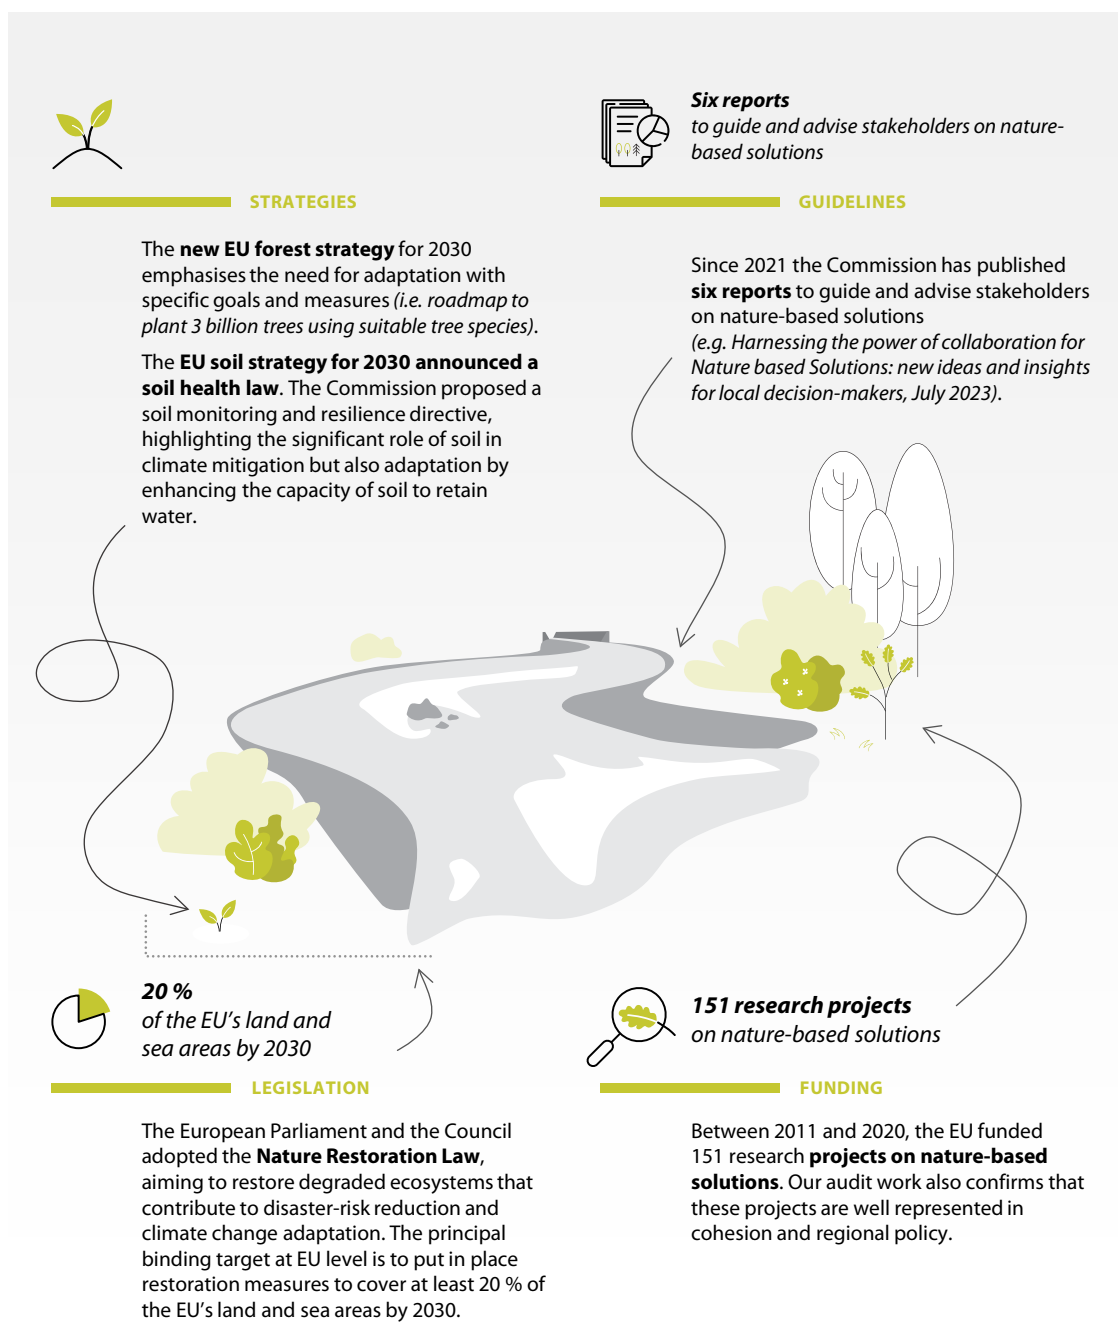 STRATEGIES
The new EU forest strategy for 2030
emphasises the need for adaptation with
specific goals and measures (i.e. roadmap to
plant 3 billion trees using suitable tree species).
The EU soil strategy for 2030 announced a
soil health law. The Commission proposed a
soil monitoring and resilience directive,
highlighting the significant role of soil in
climate mitigation but also adaptation by
enhancing the capacity of soil to retain
water.
Six reports
to guide and advise stakeholders on nature-
based solutions
GUIDELINES
Since 2021 the Commission has published
six reports to guide and advise stakeholders
on nature-based solutions
(e.g. Harnessing the power of collaboration for
Nature based Solutions: new ideas and insights
for local decision-makers, July 2023).
20 %
of the EU's land and
sea areas by 2030
LEGISLATION
The European Parliament and the Council
adopted the Nature Restoration Law,
aiming to restore degraded ecosystems that
contribute to disaster-risk reduction and
climate change adaptation. The principal
binding target at EU level is to put in place
restoration measures to cover at least 20 % of
the EU's land and sea areas by 2030.
151 research projects
on nature-based solutions
FUNDING
Between 2011 and 2020, the EU funded
151 research projects on nature-based
solutions. Our audit work also confirms that
these projects are well represented in
cohesion and regional policy.